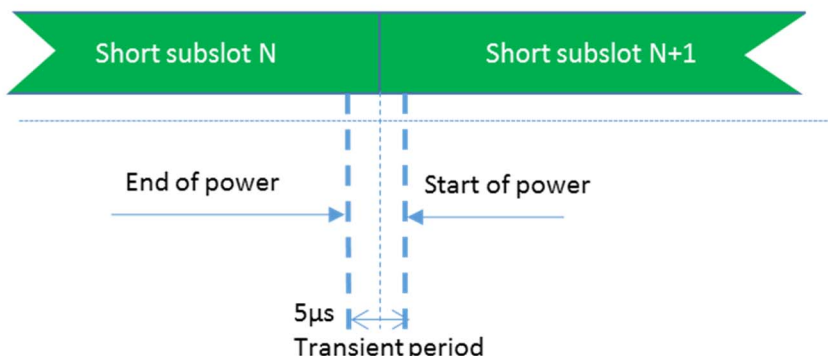 Short subslot N
Short subslot N+1
End of power
Start of power
5µs
Transient period